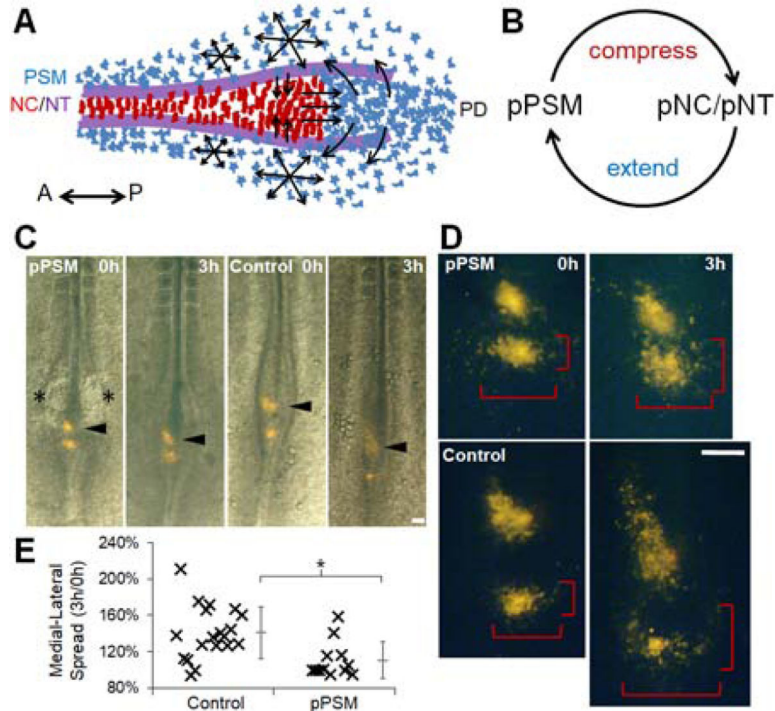 A
PSM
NC/NT
PD
A P
B
compress
pPSM pNC/pNT
extend
C
pPSM 0h 3h Control 0h 3h
* *
D
pPSM 0h 3h
Control
E
Medial-Lateral
Spread (3h/0h)
240%
200%
160%
120%
80%
*
Control pPSM